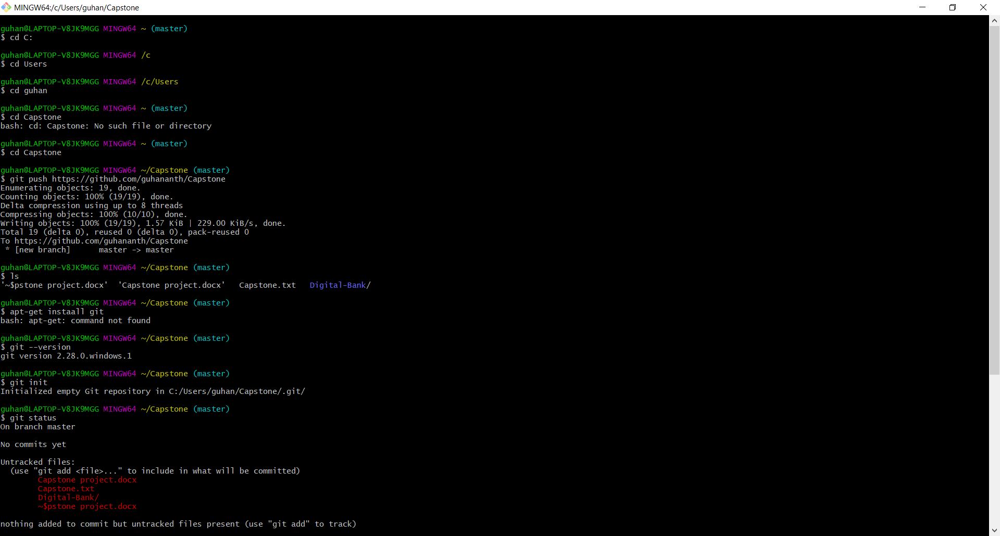 MINGW64:/c/Users/guhan/Capstone
guhan@LAPTOP-V8JK9MGG MINGW64 ~ (master)
$ cd C:
guhan@LAPTOP-V8JK9MGG MINGW64 /c
$ cd Users
guhan@LAPTOP-V8JK9MGG MINGW64 /c/Users
$ cd guhan
guhan@LAPTOP-V8JK9MGG MINGW64 ~ (master)
$ cd Capstone
bash: cd: Capstone: No such file or directory
guhan@LAPTOP-V8JK9MGG MINGW64 ~ (master)
$ cd Capstone
guhan@LAPTOP-V8JK9MGG MINGW64 ~/Capstone (master)
$ git push https://github.com/guhananth/Capstone
Enumerating objects: 19, done.
Counting objects: 100% (19/19), done.
Delta compression using up to 8 threads
Compressing objects: 100% (10/10), done.
Writing objects: 100% (19/19), 1.57 KiB | 229.00 KiB/s, done.
Total 19 (delta 0), reused 0 (delta 0), pack-reused 0
To https://github.com/guhananth/Capstone
 * [new branch]      master -> master
guhan@LAPTOP-V8JK9MGG MINGW64 ~/Capstone (master)
$ ls
'~$pstone project.docx'  'Capstone project.docx'   Capstone.txt   Digital-Bank/
guhan@LAPTOP-V8JK9MGG MINGW64 ~/Capstone (master)
$ apt-get instaall git
bash: apt-get: command not found
guhan@LAPTOP-V8JK9MGG MINGW64 ~/Capstone (master)
$ git --version
git version 2.28.0.windows.1
guhan@LAPTOP-V8JK9MGG MINGW64 ~/Capstone (master)
$ git init
Initialized empty Git repository in C:/Users/guhan/Capstone/.git/
guhan@LAPTOP-V8JK9MGG MINGW64 ~/Capstone (master)
$ git status
On branch master
No commits yet
Untracked files:
  (use "git add <file>..." to include in what will be committed)
        Capstone project.docx
        Capstone.txt
        Digital-Bank/
        ~$pstone project.docx
nothing added to commit but untracked files present (use "git add" to track)